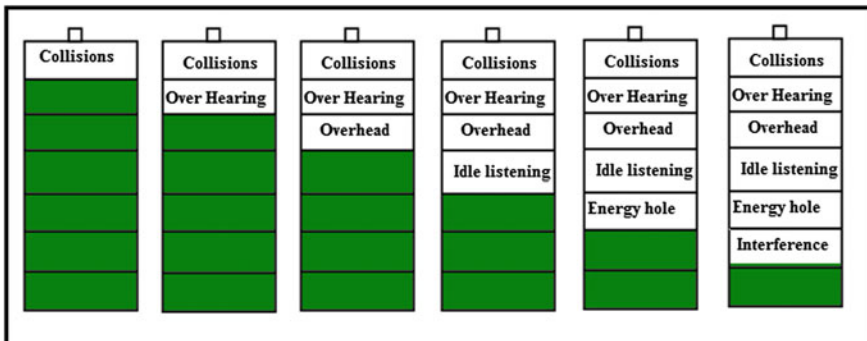 Collisions
Collisions
Over Hearing
Collisions
Over Hearing
Overhead
Collisions
Over Hearing
Overhead
Idle listening
Collisions
Over Hearing
Overhead
Idle listening
Energy hole
Collisions
Over Hearing
Overhead
Idle listening
Energy hole
Interference